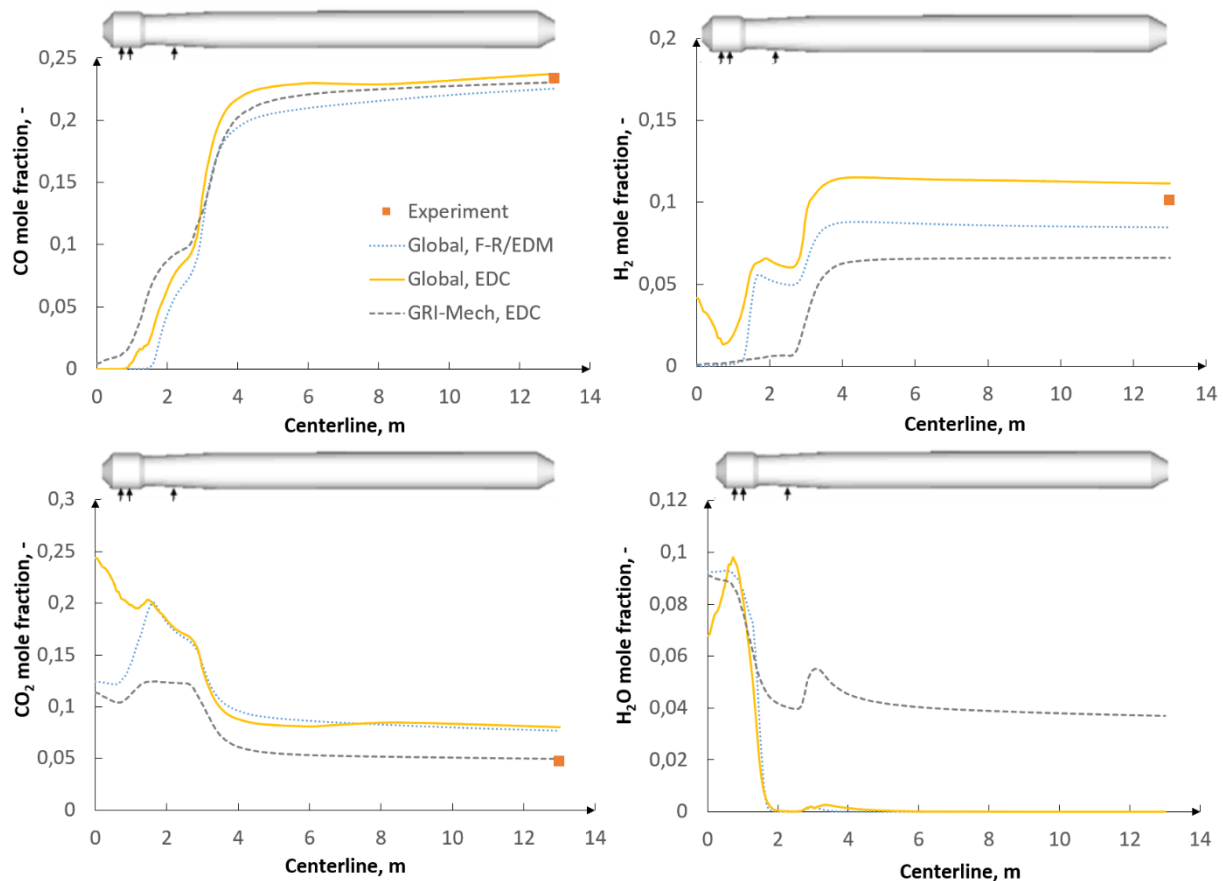 CO mole fraction, -
0,25
0,25
0,2
0,15
0,1
0,05
0
0 2 4 6 8 10 12 14
Centerline, m
Experiment
Global, F-R/EDM
Global, EDC
GRI-Mech, EDC
H₂ mole fraction, -
0,2
0,15
0,1
0,05
0
0 2 4 6 8 10 12 14
Centerline, m
CO₂ mole fraction, -
0,3
0,25
0,2
0,15
0,1
0,05
0
0 2 4 6 8 10 12 14
Centerline, m
H₂O mole fraction, -
0,12
0,1
0,08
0,06
0,04
0,02
0
0 2 4 6 8 10 12 14
Centerline, m